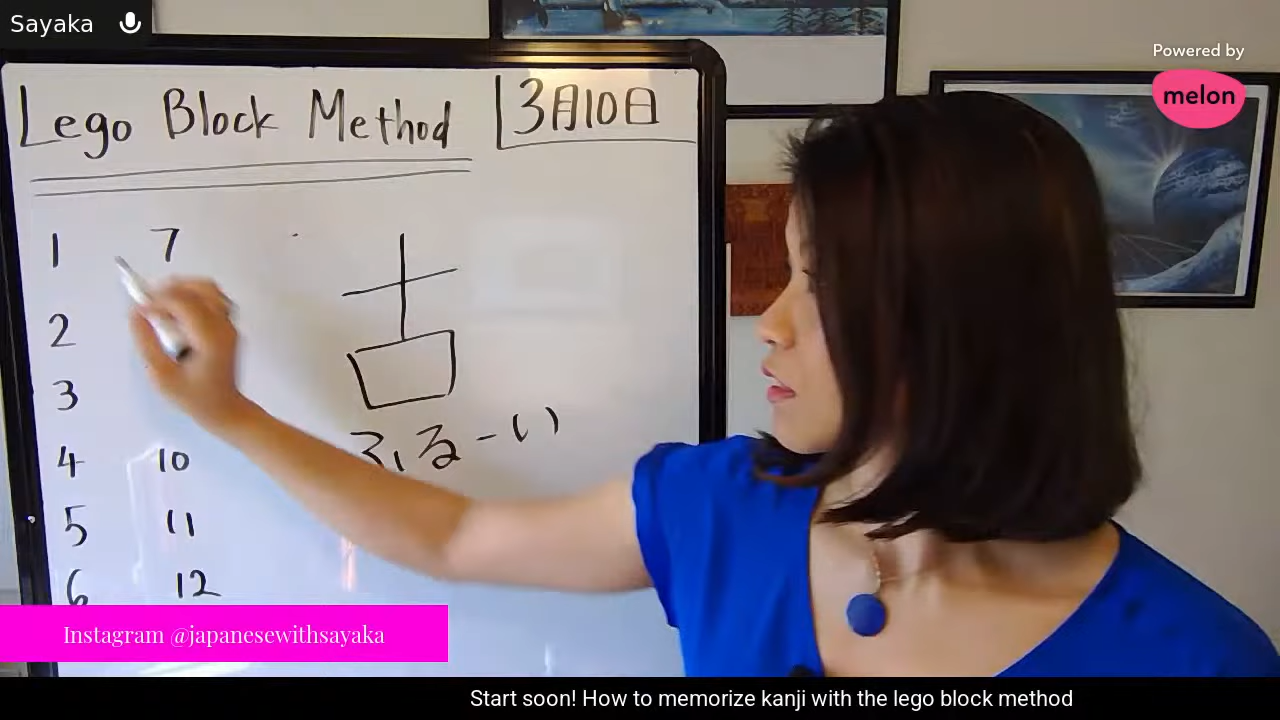 Sayaka
Powered by
melon
Lego Block Method
3月10日
1 7
2
3
4 10
5 11
6 12
古
ふる-い
Instagram @japanesewithsayaka
Start soon! How to memorize kanji with the lego block method